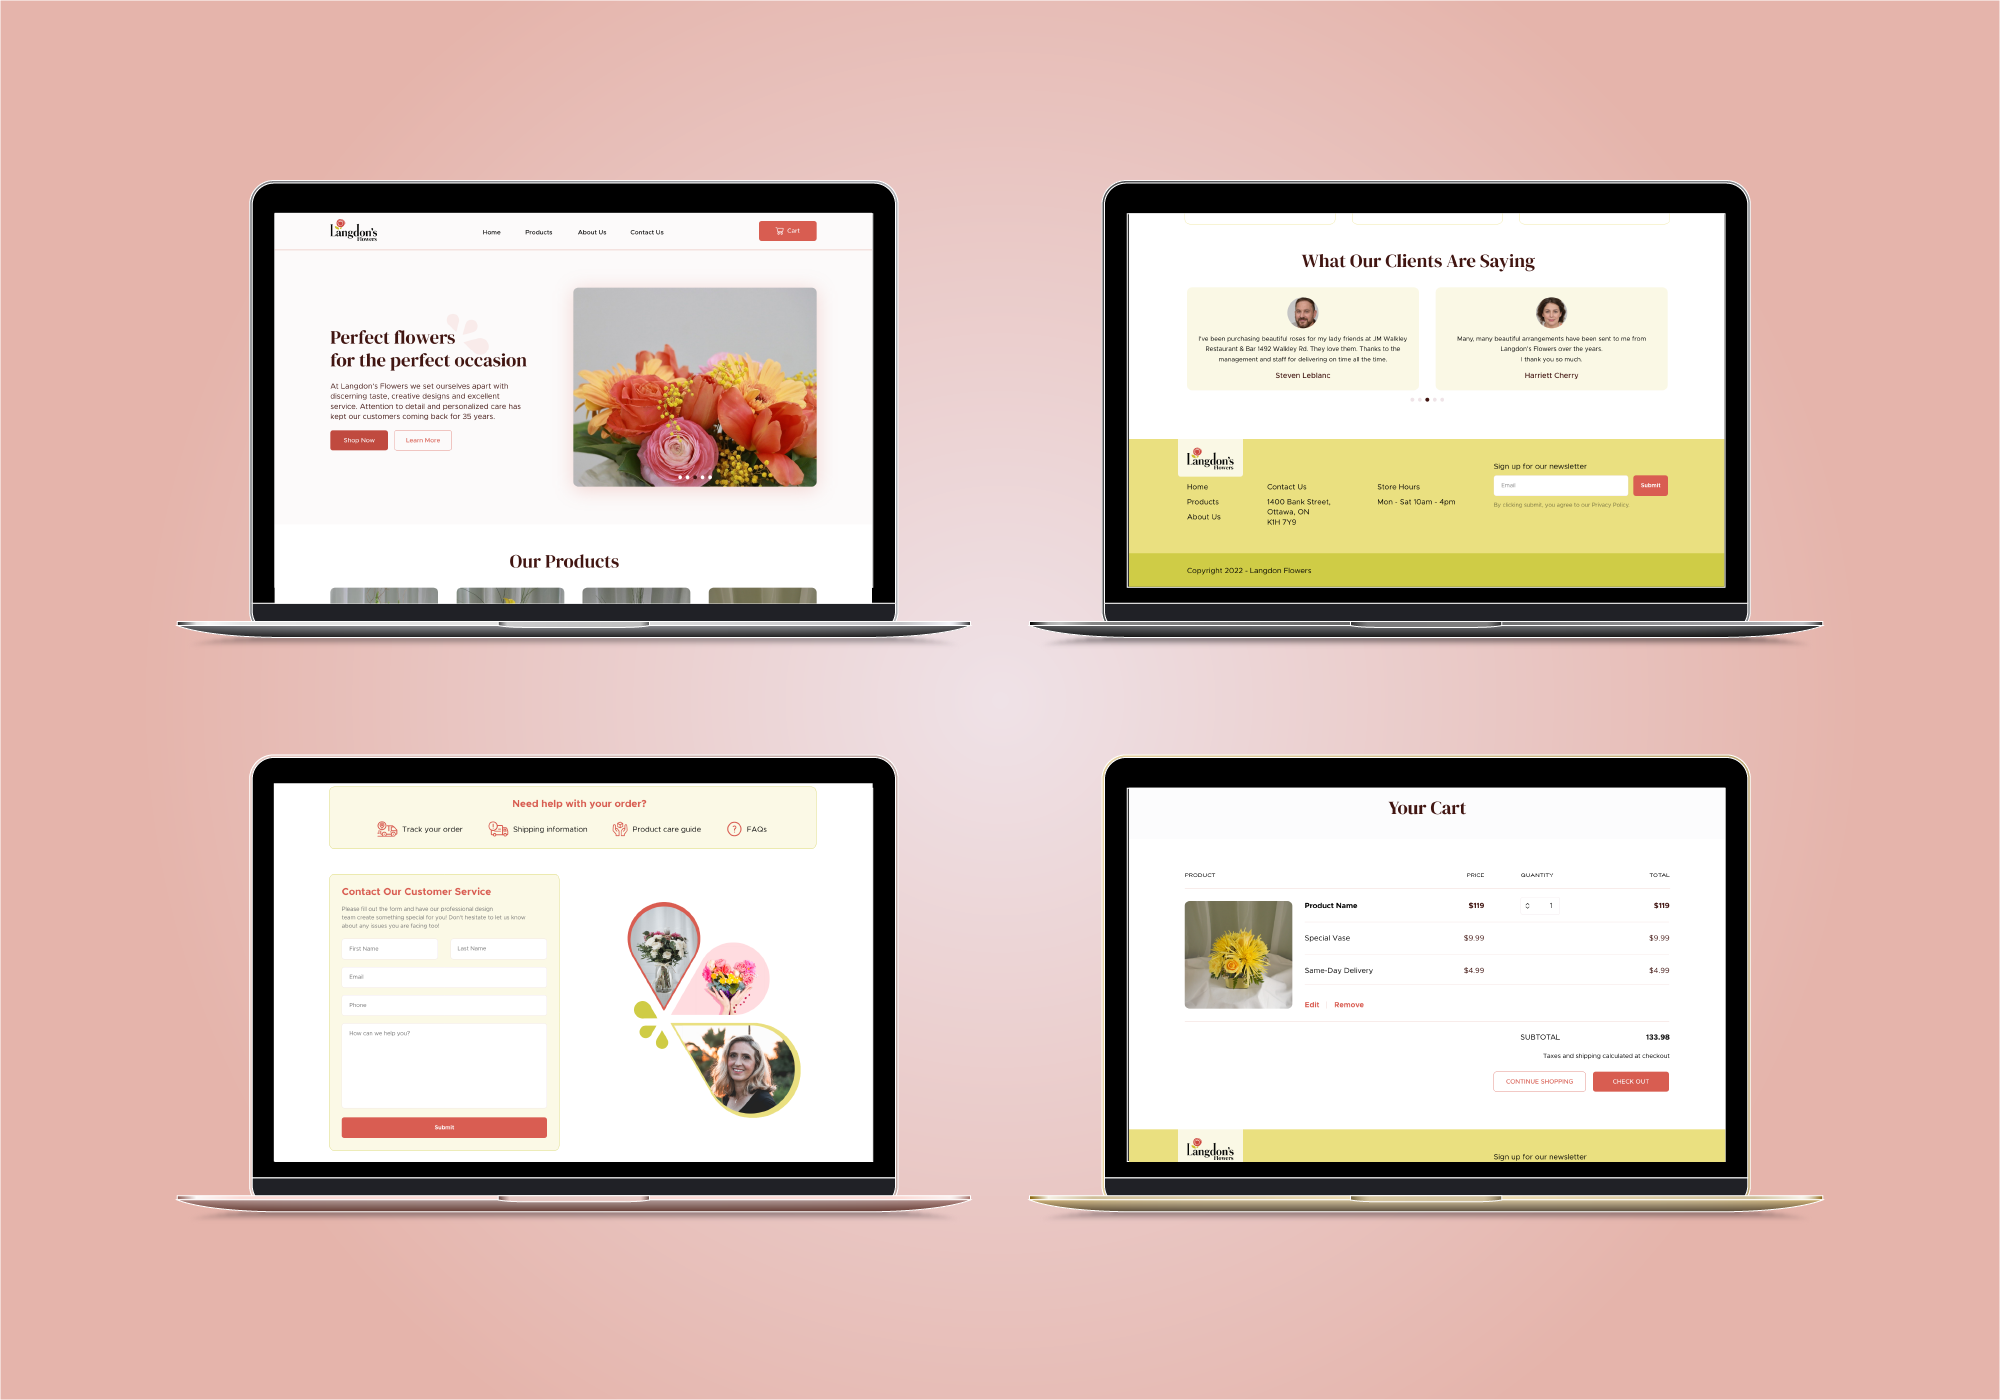 Langdon's
Flowers
Home
Products
About Us
Contact Us
Cart
Perfect flowers
for the perfect occasion
At Langdon's Flowers we set ourselves apart with
discerning taste, creative designs and excellent
service. Attention to detail and personalized care has
kept our customers coming back for 35 years.
Shop Now
Learn More
Our Products
What Our Clients Are Saying
I've been purchasing beautiful roses for my lady friends at JM Walkley
Restaurant & Bar 1492 Walkley Rd. They love them. Thanks to the
management and staff for delivering on time all the time.
Steven Leblanc
Many, many beautiful arrangements have been sent to me from
Langdon's Flowers over the years.
I thank you so much.
Harriett Cherry
Langdon's
Flowers
Home
Products
About Us
Contact Us
1400 Bank Street,
Ottawa, ON
K1H 7Y9
Store Hours
Mon - Sat 10am - 4pm
Sign up for our newsletter
Email
Submit
By clicking submit, you agree to our Privacy Policy
Copyright 2022 - Langdon Flowers
Need help with your order?
Track your order
Shipping information
Product care guide
? FAQs
Contact Our Customer Service
Please fill out the form and have our professional design
team create something special for you! Don't hesitate to let us know
about any issues you are facing too!
First Name
Last Name
Email
Phone
How can we help you?
Submit
Your Cart
PRODUCT PRICE QUANTITY TOTAL
Product Name $119 1 $119
Special Vase $9.99 $9.99
Same-Day Delivery $4.99 $4.99
Edit | Remove
SUBTOTAL 133.98
Taxes and shipping calculated at checkout
CONTINUE SHOPPING
CHECK OUT
Langdon's
Flowers
Sign up for our newsletter